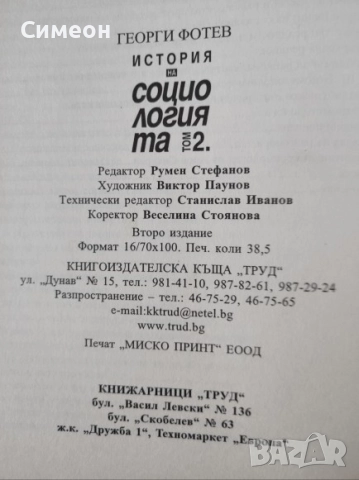 Симеон
ГЕОРГИ ФОТЕВ
ИСТОРИЯ
НА
СОЦИО
ЛОГИЯ
ТА ТОМ 2.
Редактор Румен Стефанов
Художник Виктор Паунов
Технически редактор Станислав Иванов
Коректор Веселина Стоянова
Второ издание
Формат 16/70x100. Печ. коли 38,5
КНИГОИЗДАТЕЛСКА КЪЩА „ТРУД"
ул. „Дунав" № 15, тел.: 981-41-10, 987-82-61, 987-29-24
Разпространение – тел.: 46-75-29, 46-75-65
e-mail:kktrud@netel.bg
www.trud.bg
Печат „МИСКО ПРИНТ" ЕООД
КНИЖАРНИЦИ „ТРУД"
бул. „Васил Левски" № 136
бул. „Скобелев" № 63
ж.к. „Дружба 1", Техномаркет „Европа"
bazar